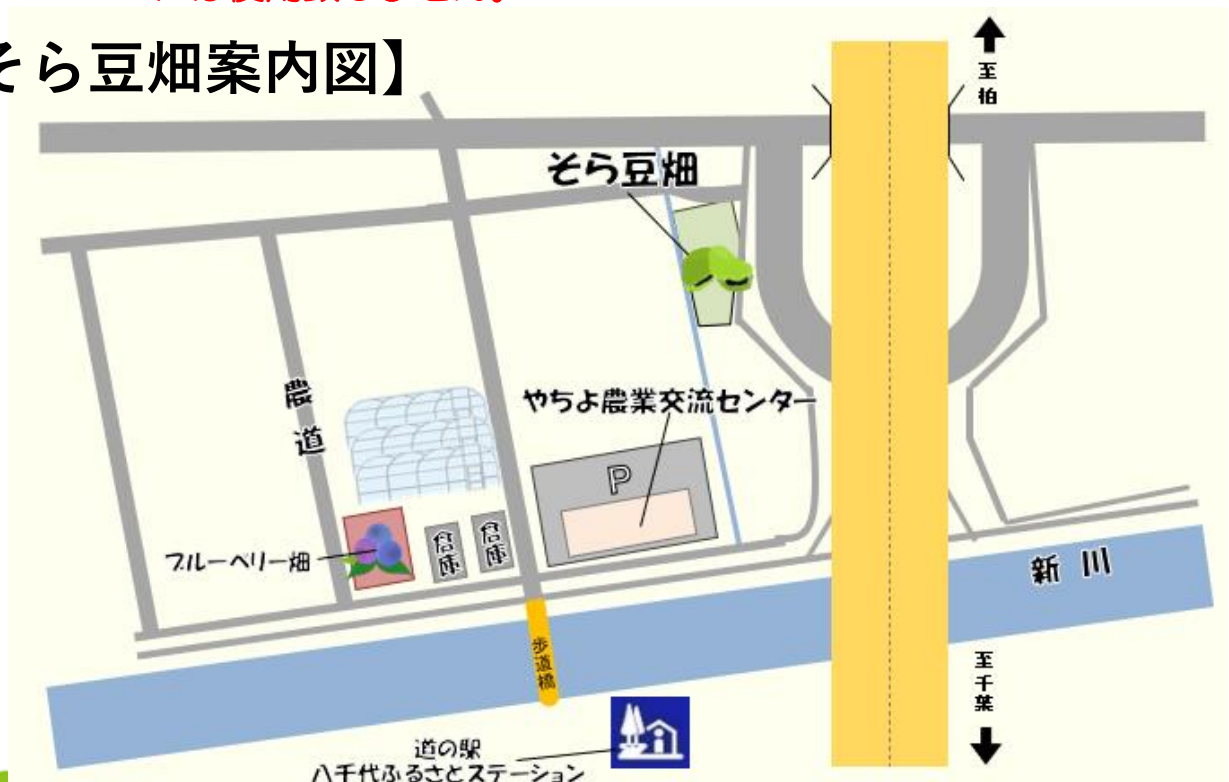 そら豆畑案内図】
至柏
そら豆畑
農道
やちよ農業交流センター
P
ブルーベリー畑
倉庫
倉庫
新川
歩道橋
至千葉
道の駅
八千代ふるさとステーション